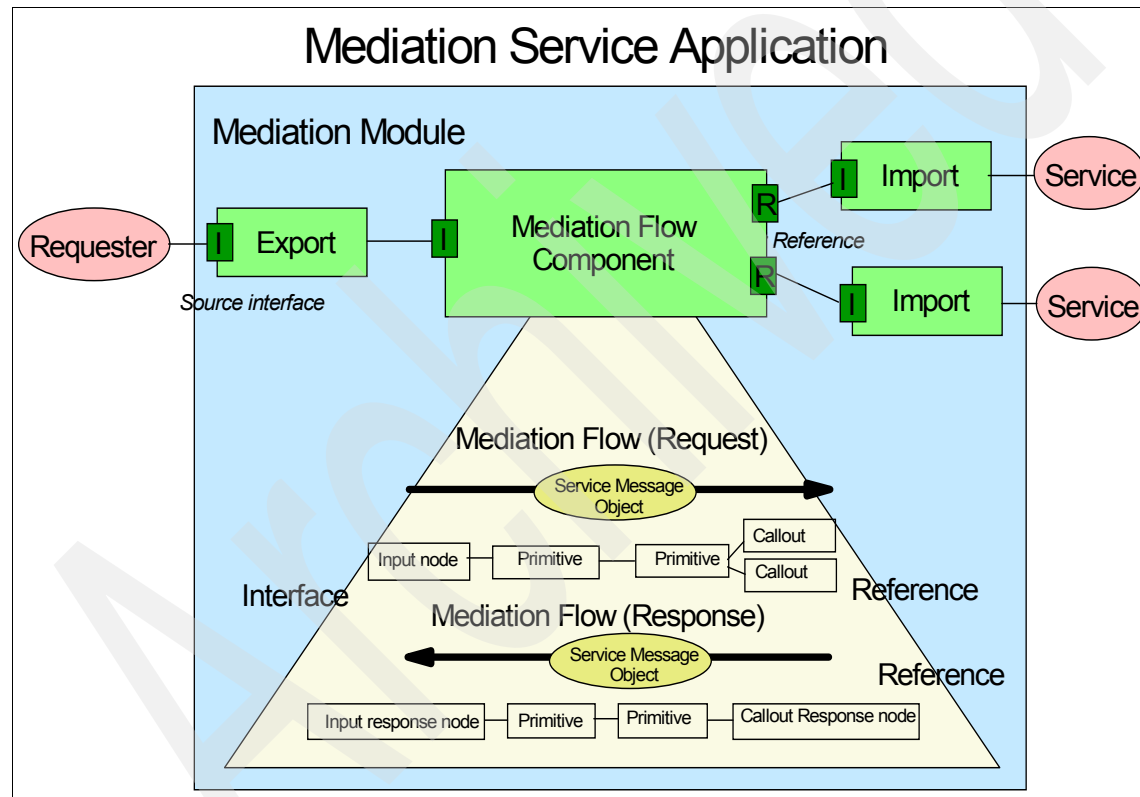 Mediation Service Application
Mediation Module
Requester
I
Export
Source interface
I
Mediation Flow
Component
R
R
Reference
I
Import
Service
I
Import
Service
Mediation Flow (Request)
Service Message
Object
Input node
Primitive
Primitive
Callout
Callout
Interface
Reference
Mediation Flow (Response)
Service Message
Object
Reference
Input response node
Primitive
Primitive
Callout Response node
Archived